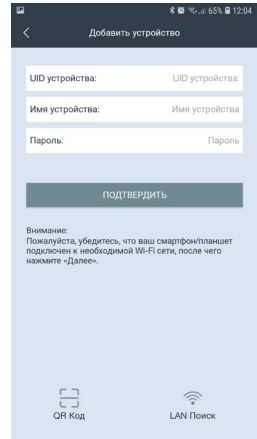 65% 12:04
Добавить устройство
UID устройства: UID устройства:
Имя устройства: Имя устройства
Пароль: Пароль
ПОДТВЕРДИТЬ
Внимание:
Пожалуйста, убедитесь, что ваш смартфон/планшет
подключен к необходимой Wi-Fi сети, после чего
нажмите «Далее».
QR Код LAN Поиск